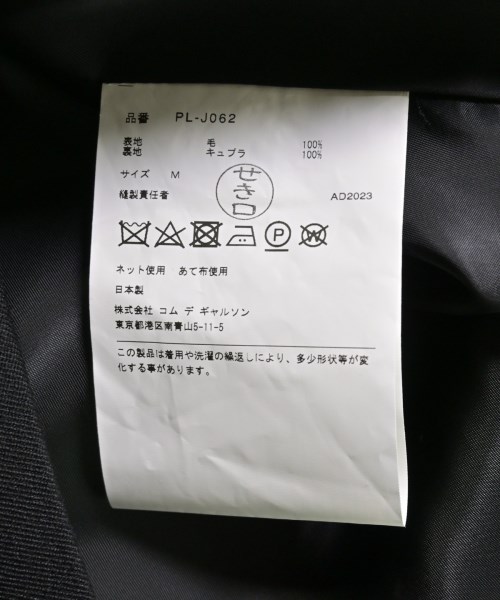 品番 PL-J062
表地 毛 100%
裏地 キュプラ 100%
サイズ M
せき口
縫製責任者 AD2023
P W
ネット使用 あて布使用
日本製
株式会社 コム デ ギャルソン
東京都港区南青山5-11-5
この製品は着用や洗濯の繰返しにより、多少形状等が変
化する事があります。